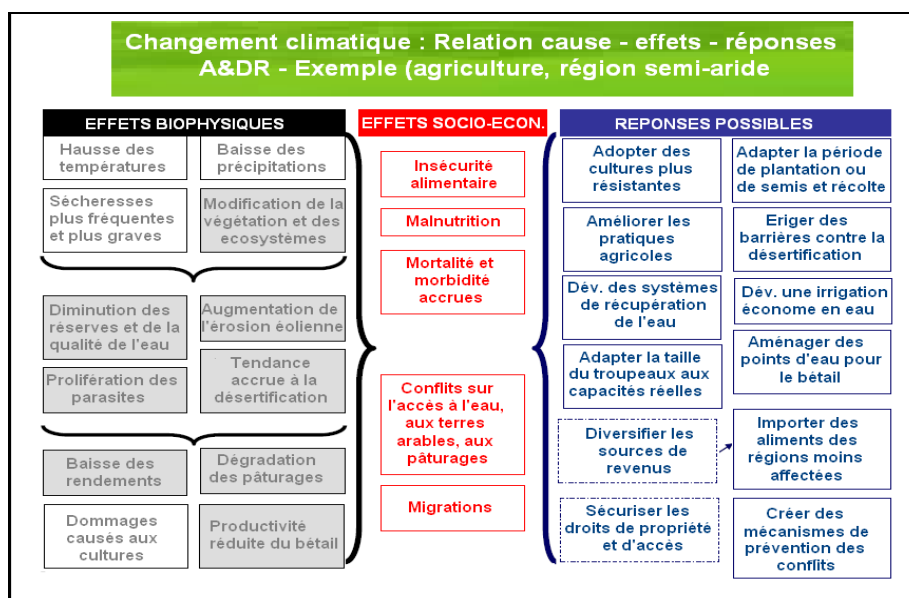 Changement climatique : Relation cause - effets - réponses
A&DR - Exemple (agriculture, région semi-aride
EFFETS BIOPHYSIQUES
Hausse des
températures
Baisse des
précipitations
Sécheresses
plus fréquentes
et plus graves
Modification de la
végétation et des
ecosystèmes
Diminution des
réserves et de la
qualité de l'eau
Augmentation de
l'érosion éolienne
Prolifération des
parasites
Tendance
accrue à la
désertification
Baisse des
rendements
Dégradation
des pâturages
Dommages
causés aux
cultures
Productivité
réduite du bétail
EFFETS SOCIO-ECON.
Insécurité
alimentaire
Malnutrition
Mortalité et
morbidité
accrues
Conflits sur
l'accès à l'eau,
aux terres
arables, aux
pâturages
Migrations
REPONSES POSSIBLES
Adopter des
cultures plus
résistantes
Adapter la période
de plantation ou
de semis et récolte
Améliorer les
pratiques
agricoles
Eriger des
barrières contre la
désertification
Dév. des systèmes
de récupération
de l'eau
Dév. une irrigation
économe en eau
Adapter la taille
du troupeaux aux
capacités réelles
Aménager des
points d'eau pour
le bétail
Diversifier les
sources de
revenus
Importer des
aliments des
régions moins
affectées
Sécuriser les
droits de propriété
et d'accès
Créer des
mécanismes de
prévention des
conflits